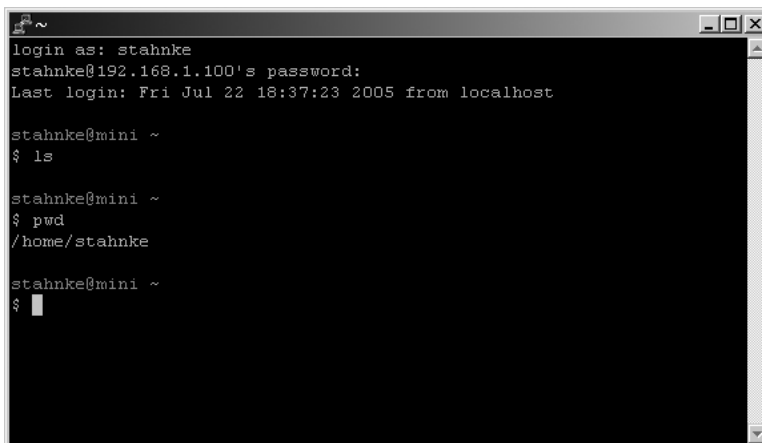 ~
login as: stahnke
stahnke@192.168.1.100's password:
Last login: Fri Jul 22 18:37:23 2005 from localhost
stahnke@mini ~
$ ls
stahnke@mini ~
$ pwd
/home/stahnke
stahnke@mini ~
$